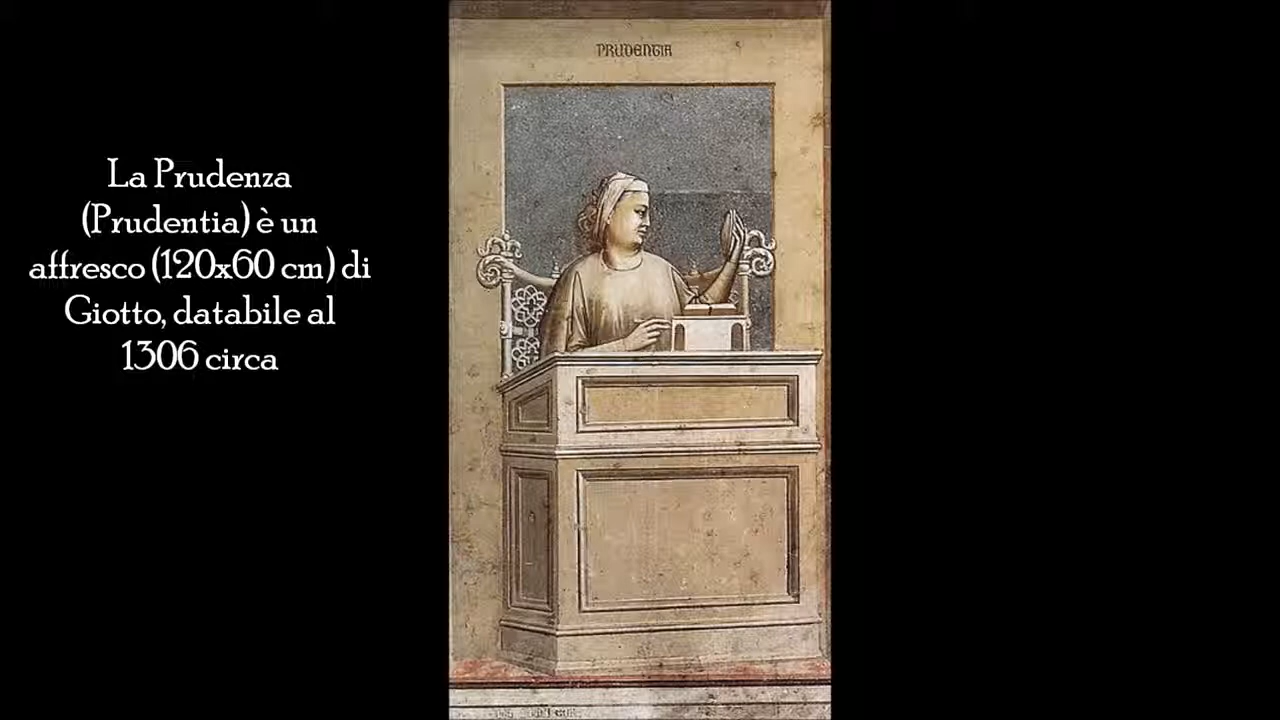 La Prudenza
(Prudentia) è un
affresco (120x60 cm) di
Giotto, databile al
1306 circa
PRUDENTIA